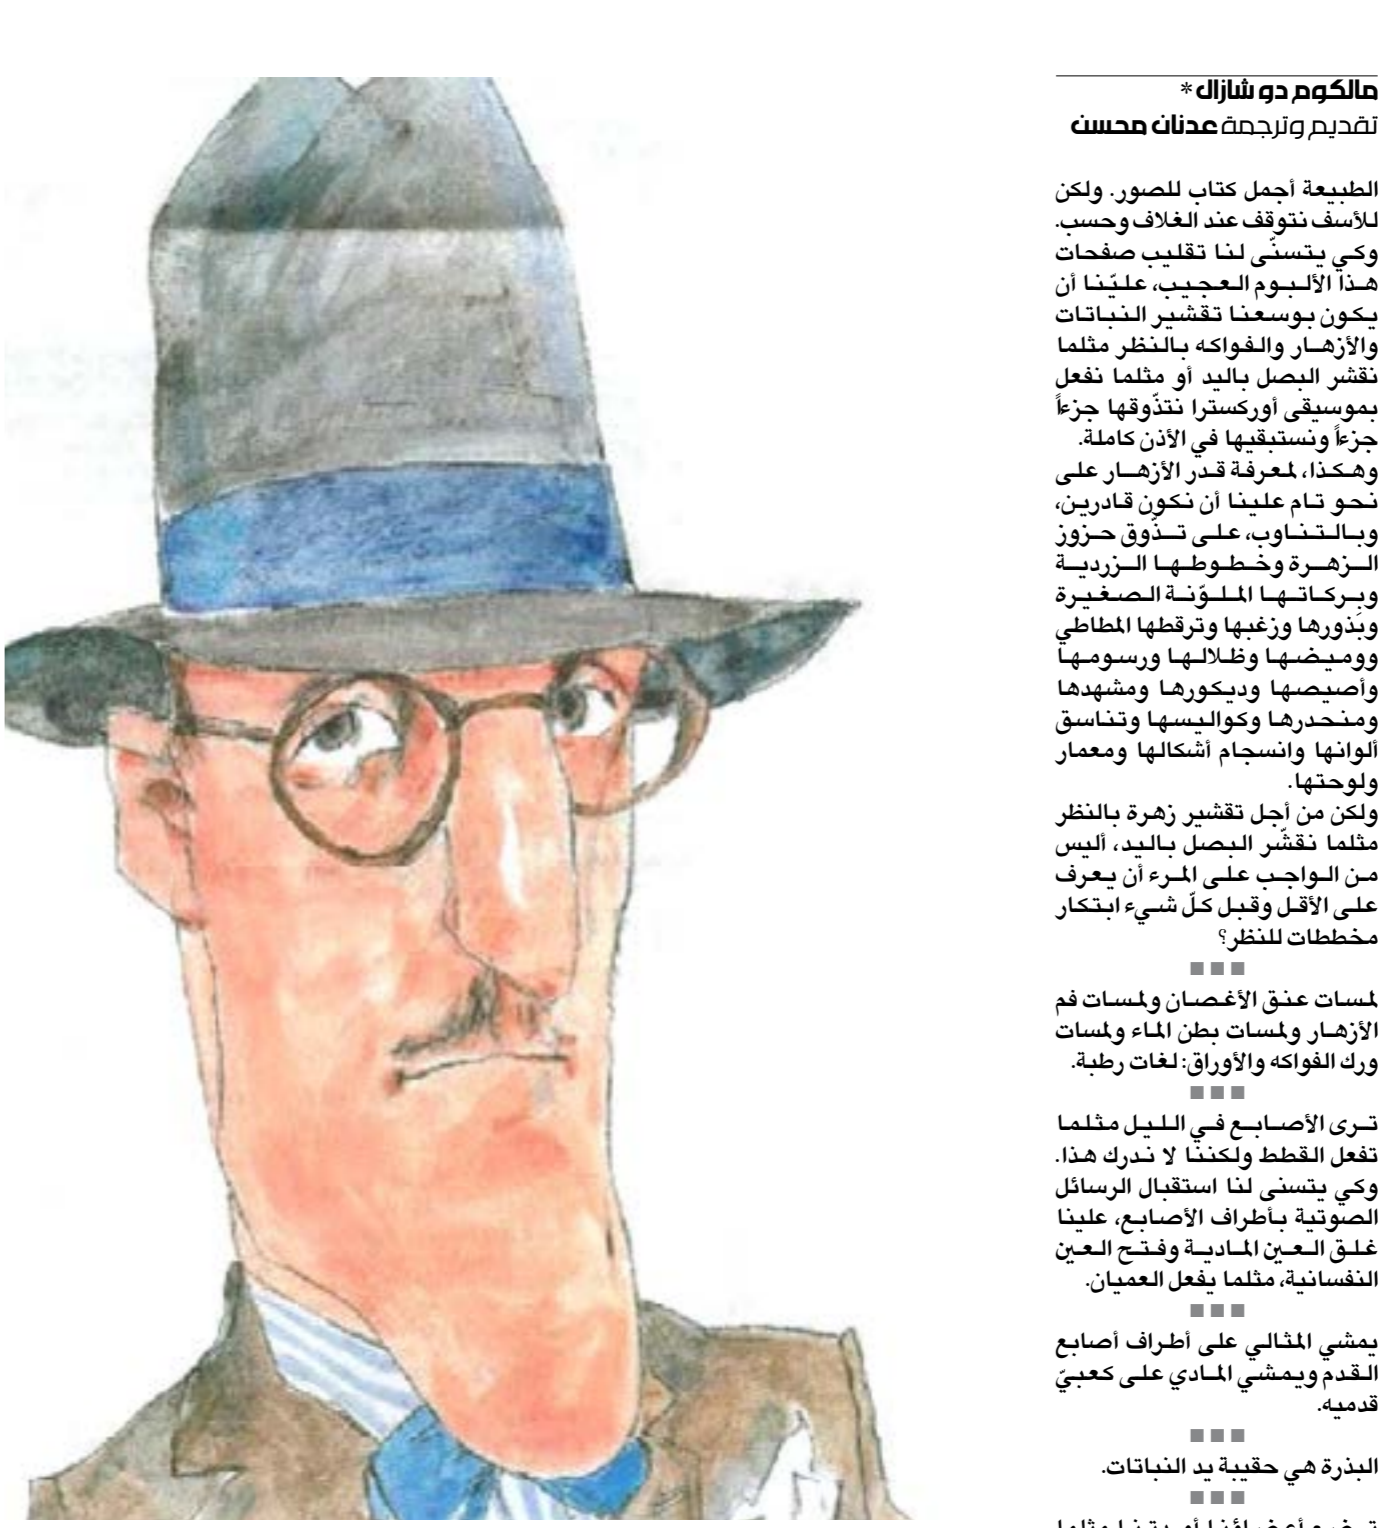 مالكوم دو شازال *
تقديم وترجمة عدنان محسن
الطبيعة أجمل كتاب للصور. ولكن
للأسف نتوقف عند الغلاف وحسب.
وكي يتسنّى لنا تقليب صفحات
هذا الألبوم العجيب، عليّنا أن
يكون بوسعنا تقشير النباتات
والأزهار والفواكه بالنظر مثلما
نقشر البصل باليد أو مثلما نفعل
بموسيقى أوركسترا نتذّوقها جزءاً
جزءاً ونستبقيها في الأذن كاملة.
وهكذا، لمعرفة قدر الأزهار على
نحو تام علينا أن نكون قادرين،
وبالتناوب، على تذّوق حزوز
الزهرة وخطوطها الزردية
وبِركاتها الملوّنة الصغيرة
وبذورها وزغبها وترقطها المطاطي
ووميضها وظلالها ورسومها
وأصيصها وديكورها ومشهدها
ومنحدرها وكواليسها وتناسق
ألوانها وانسجام أشكالها ومعمار
ولوحتها.
ولكن من أجل تقشير زهرة بالنظر
مثلما نقشّر البصل باليد، أليس
من الواجب على المرء أن يعرف
على الأقل وقبل كلّ شيء ابتكار
مخططات للنظر؟
■ ■ ■
لمسات عنق الأغصان ولمسات فم
الأزهار ولمسات بطن الماء ولمسات
ورك الفواكه والأوراق: لغات رطبة.
■ ■ ■
ترى الأصابع في الليل مثلما
تفعل القطط ولكننا لا ندرك هذا.
وكي يتسنى لنا استقبال الرسائل
الصوتية بأطراف الأصابع، علينا
غلق العين المادية وفتح العين
النفسانية، مثلما يفعل العميان.
■ ■ ■
يمشي المثالي على أطراف أصابع
القدم ويمشي المادي على كعبيّ
قدميه.
■ ■ ■
البذرة هي حقيبة يد النباتات.
■ ■ ■